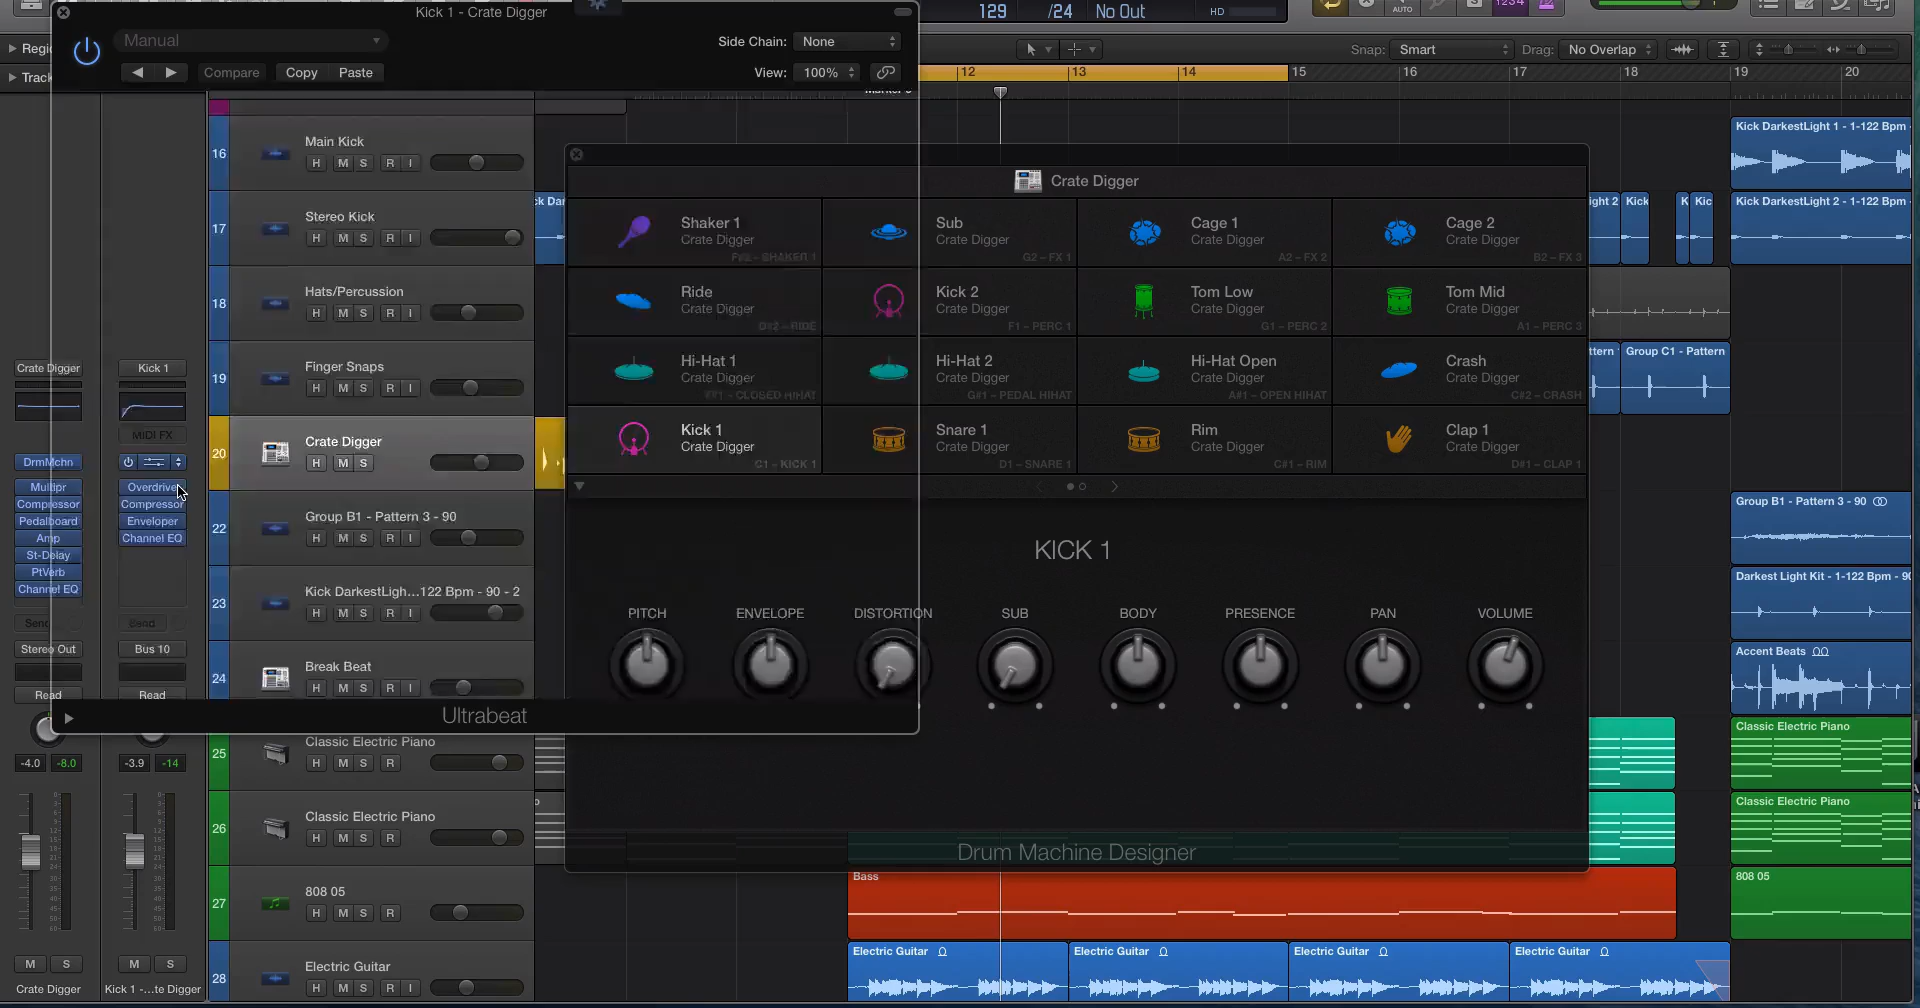 Kick 1 - Crate Digger
Manual
Side Chain: None
Compare Copy Paste
View: 100%
129 /24 No Out
HD
AUTO
1234
Snap: Smart
Drag: No Overlap
12 13 14 15 16 17 18 19 20
Regi
Track
16
Main Kick
H M S R I
17
Stereo Kick
H M S R I
18
Hats/Percussion
H M S R I
19
Finger Snaps
H M S R I
20
Crate Digger
H M S
22
Group B1 - Pattern 3 - 90
H M S R I
23
Kick DarkestLigh...122 Bpm - 90 - 2
H M S R I
24
Break Beat
H M S R I
25
Classic Electric Piano
H M S R
26
Classic Electric Piano
H M S R
27
808 05
H M S R
28
Electric Guitar
H M S R I
Crate Digger
DrmMchn
Multipr
Compressor
Pedalboard
Amp
St-Delay
PtVerb
Channel EQ
Send
Stereo Out
Read
-4.0 -8.0
M S
Crate Digger
Kick 1
MIDI FX
Overdrive
Compressor
Enveloper
Channel EQ
Send
Bus 10
Read
-3.9 -14
M S
Kick 1 -...te Digger
Ultrabeat
Crate Digger
Shaker 1
Crate Digger
Sub
Crate Digger
G2 – FX 1
Cage 1
Crate Digger
A2 – FX 2
Cage 2
Crate Digger
B2 – FX 3
Ride
Crate Digger
Kick 2
Crate Digger
F1 – PERC 1
Tom Low
Crate Digger
G1 – PERC 2
Tom Mid
Crate Digger
A1 – PERC 3
Hi-Hat 1
Crate Digger
Hi-Hat 2
Crate Digger
G#1 – PEDAL HIHAT
Hi-Hat Open
Crate Digger
A#1 – OPEN HIHAT
Crash
Crate Digger
C#2 – CRASH
Kick 1
Crate Digger
C1 – KICK 1
Snare 1
Crate Digger
D1 – SNARE 1
Rim
Crate Digger
C#1 – RIM
Clap 1
Crate Digger
D#1 – CLAP 1
KICK 1
PITCH ENVELOPE DISTORTION SUB BODY PRESENCE PAN VOLUME
Drum Machine Designer
Kick DarkestLight 1 - 1-122 Bpm -
ck Dar
ight 2 Kick K Kic
Kick DarkestLight 2 - 1-122 Bpm -
ttern Group C1 - Pattern
Group B1 - Pattern 3 - 90
Darkest Light Kit - 1-122 Bpm - 90
Accent Beats
Classic Electric Piano
Classic Electric Piano
Bass
808 05
Electric Guitar Electric Guitar Electric Guitar Electric Guitar